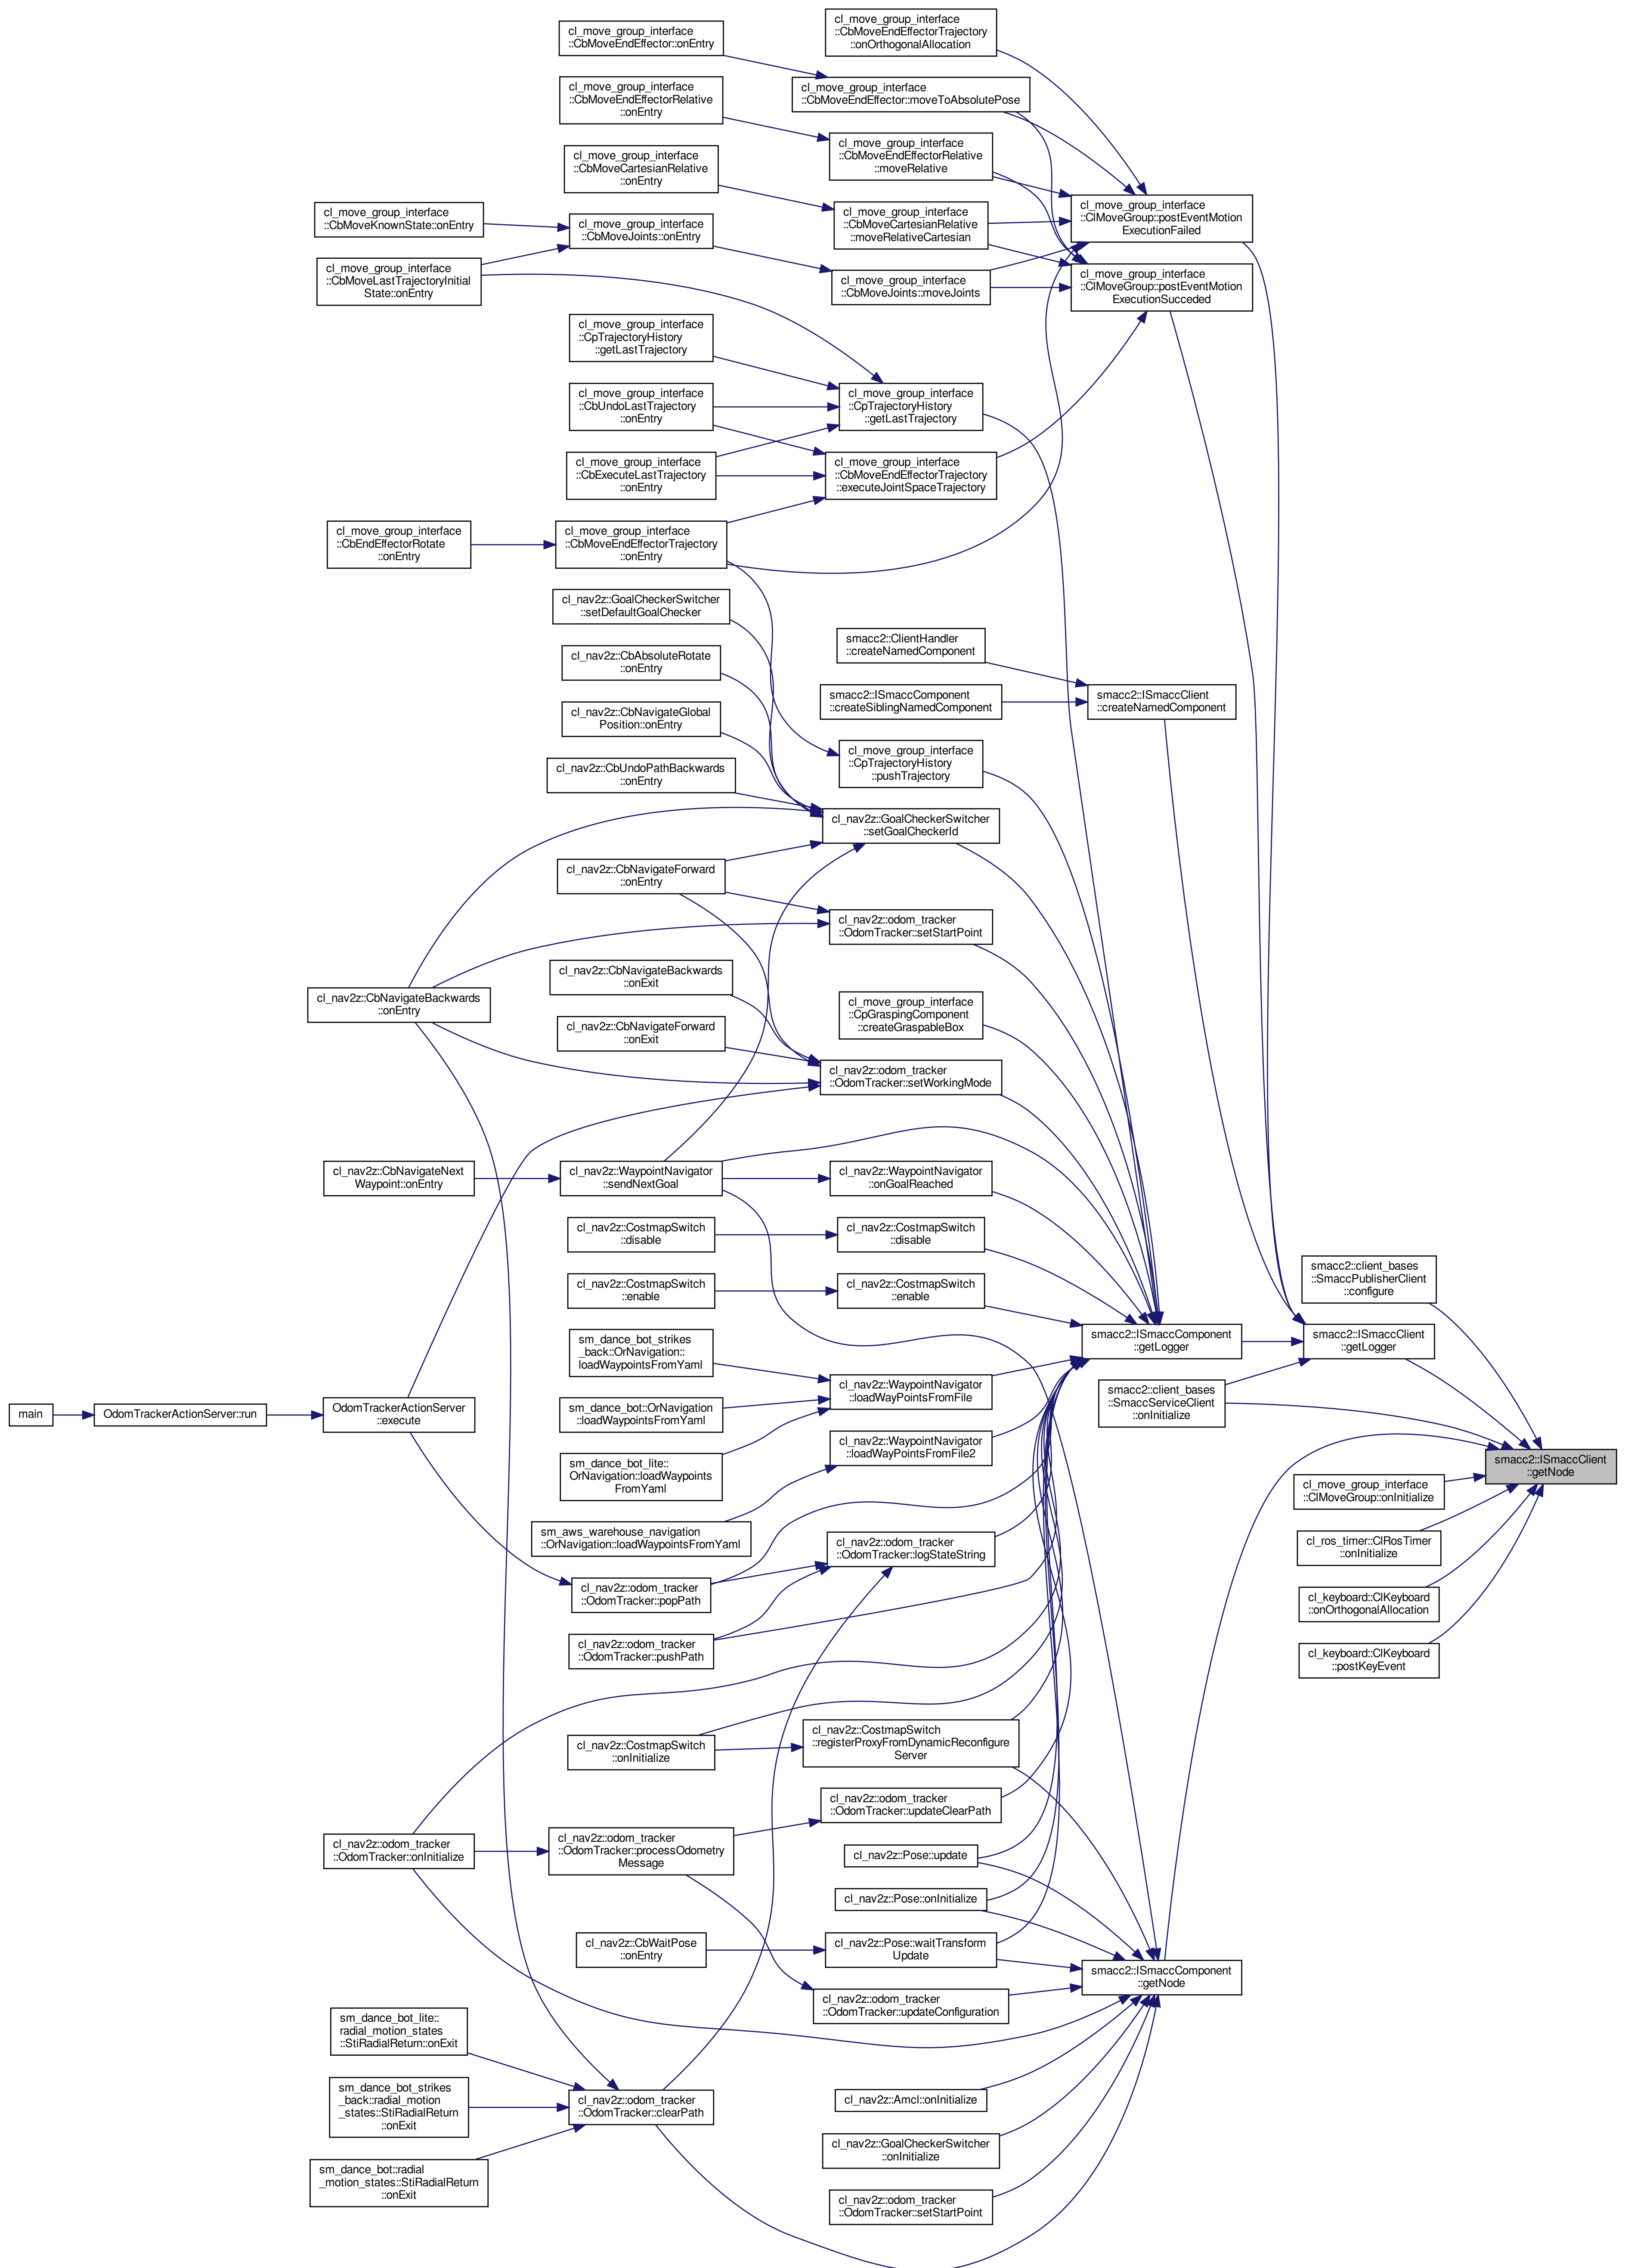 cl_move_group_interface
::CbMoveEndEffectorTrajectory
::onOrthogonalAllocation
cl_move_group_interface
::CbMoveEndEffector::onEntry
cl_move_group_interface
::CbMoveEndEffector::moveToAbsolutePose
cl_move_group_interface
::CbMoveEndEffectorRelative
::onEntry
cl_move_group_interface
::CbMoveEndEffectorRelative
::moveRelative
cl_move_group_interface
::CbMoveCartesianRelative
::onEntry
cl_move_group_interface
::ClMoveGroup::postEventMotion
ExecutionFailed
cl_move_group_interface
::CbMoveKnownState::onEntry
cl_move_group_interface
::CbMoveJoints::onEntry
cl_move_group_interface
::CbMoveCartesianRelative
::moveRelativeCartesian
cl_move_group_interface
::CbMoveLastTrajectoryInitial
State::onEntry
cl_move_group_interface
::CbMoveJoints::moveJoints
cl_move_group_interface
::ClMoveGroup::postEventMotion
ExecutionSucceded
cl_move_group_interface
::CpTrajectoryHistory
::getLastTrajectory
cl_move_group_interface
::CbUndoLastTrajectory
::onEntry
cl_move_group_interface
::CpTrajectoryHistory
::getLastTrajectory
cl_move_group_interface
::CbExecuteLastTrajectory
::onEntry
cl_move_group_interface
::CbMoveEndEffectorTrajectory
::executeJointSpaceTrajectory
cl_move_group_interface
::CbEndEffectorRotate
::onEntry
cl_move_group_interface
::CbMoveEndEffectorTrajectory
::onEntry
cl_nav2z::GoalCheckerSwitcher
::setDefaultGoalChecker
cl_nav2z::CbAbsoluteRotate
::onEntry
smacc2::ClientHandler
::createNamedComponent
cl_nav2z::CbNavigateGlobal
Position::onEntry
smacc2::ISmaccComponent
::createSiblingNamedComponent
smacc2::ISmaccClient
::createNamedComponent
cl_nav2z::CbUndoPathBackwards
::onEntry
cl_move_group_interface
::CpTrajectoryHistory
::pushTrajectory
cl_nav2z::GoalCheckerSwitcher
::setGoalCheckerId
cl_nav2z::CbNavigateForward
::onEntry
cl_nav2z::odom_tracker
::OdomTracker::setStartPoint
cl_nav2z::CbNavigateBackwards
::onEntry
cl_nav2z::CbNavigateBackwards
::onExit
cl_move_group_interface
::CpGraspingComponent
::createGraspableBox
cl_nav2z::CbNavigateForward
::onExit
cl_nav2z::odom_tracker
::OdomTracker::setWorkingMode
cl_nav2z::CbNavigateNext
Waypoint::onEntry
cl_nav2z::WaypointNavigator
::sendNextGoal
cl_nav2z::WaypointNavigator
::onGoalReached
cl_nav2z::CostmapSwitch
::disable
cl_nav2z::CostmapSwitch
::disable
cl_nav2z::CostmapSwitch
::enable
cl_nav2z::CostmapSwitch
::enable
smacc2::client_bases
::SmaccPublisherClient
::configure
smacc2::ISmaccComponent
::getLogger
smacc2::ISmaccClient
::getLogger
sm_dance_bot_strikes
_back::OrNavigation::
loadWaypointsFromYaml
cl_nav2z::WaypointNavigator
::loadWayPointsFromFile
smacc2::client_bases
::SmaccServiceClient
::onInitialize
main
OdomTrackerActionServer::run
OdomTrackerActionServer
::execute
sm_dance_bot::OrNavigation
::loadWaypointsFromYaml
cl_nav2z::WaypointNavigator
::loadWayPointsFromFile2
sm_dance_bot_lite::
OrNavigation::loadWaypoints
FromYaml
smacc2::ISmaccClient
::getNode
cl_move_group_interface
::ClMoveGroup::onInitialize
sm_aws_warehouse_navigation
::OrNavigation::loadWaypointsFromYaml
cl_nav2z::odom_tracker
::OdomTracker::logStateString
cl_ros_timer::ClRosTimer
::onInitialize
cl_nav2z::odom_tracker
::OdomTracker::popPath
cl_keyboard::ClKeyboard
::onOrthogonalAllocation
cl_nav2z::odom_tracker
::OdomTracker::pushPath
cl_keyboard::ClKeyboard
::postKeyEvent
cl_nav2z::CostmapSwitch
::onInitialize
cl_nav2z::CostmapSwitch
::registerProxyFromDynamicReconfigure
Server
cl_nav2z::odom_tracker
::OdomTracker::updateClearPath
cl_nav2z::odom_tracker
::OdomTracker::onInitialize
cl_nav2z::odom_tracker
::OdomTracker::processOdometry
Message
cl_nav2z::Pose::update
cl_nav2z::Pose::onInitialize
cl_nav2z::CbWaitPose
::onEntry
cl_nav2z::Pose::waitTransform
Update
smacc2::ISmaccComponent
::getNode
cl_nav2z::odom_tracker
::OdomTracker::updateConfiguration
sm_dance_bot_lite::
radial_motion_states
::StiRadialReturn::onExit
sm_dance_bot_strikes
_back::radial_motion
_states::StiRadialReturn
::onExit
cl_nav2z::odom_tracker
::OdomTracker::clearPath
cl_nav2z::Amcl::onInitialize
cl_nav2z::GoalCheckerSwitcher
::onInitialize
sm_dance_bot::radial
_motion_states::StiRadialReturn
::onExit
cl_nav2z::odom_tracker
::OdomTracker::setStartPoint